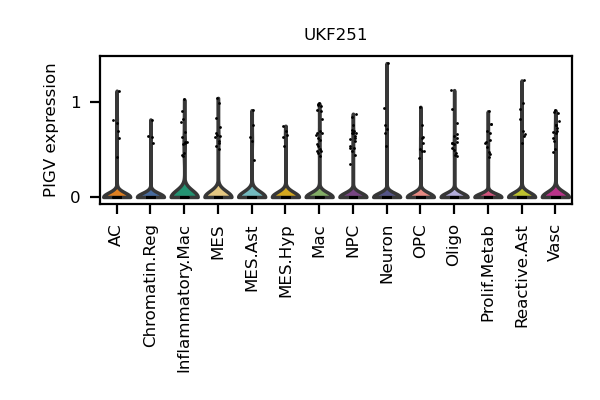 UKF251
PIGV expression
1
0
AC
Chromatin.Reg
Inflammatory.Mac
MES
MES.Ast
MES.Hyp
Mac
NPC
Neuron
OPC
Oligo
Prolif.Metab
Reactive.Ast
Vasc